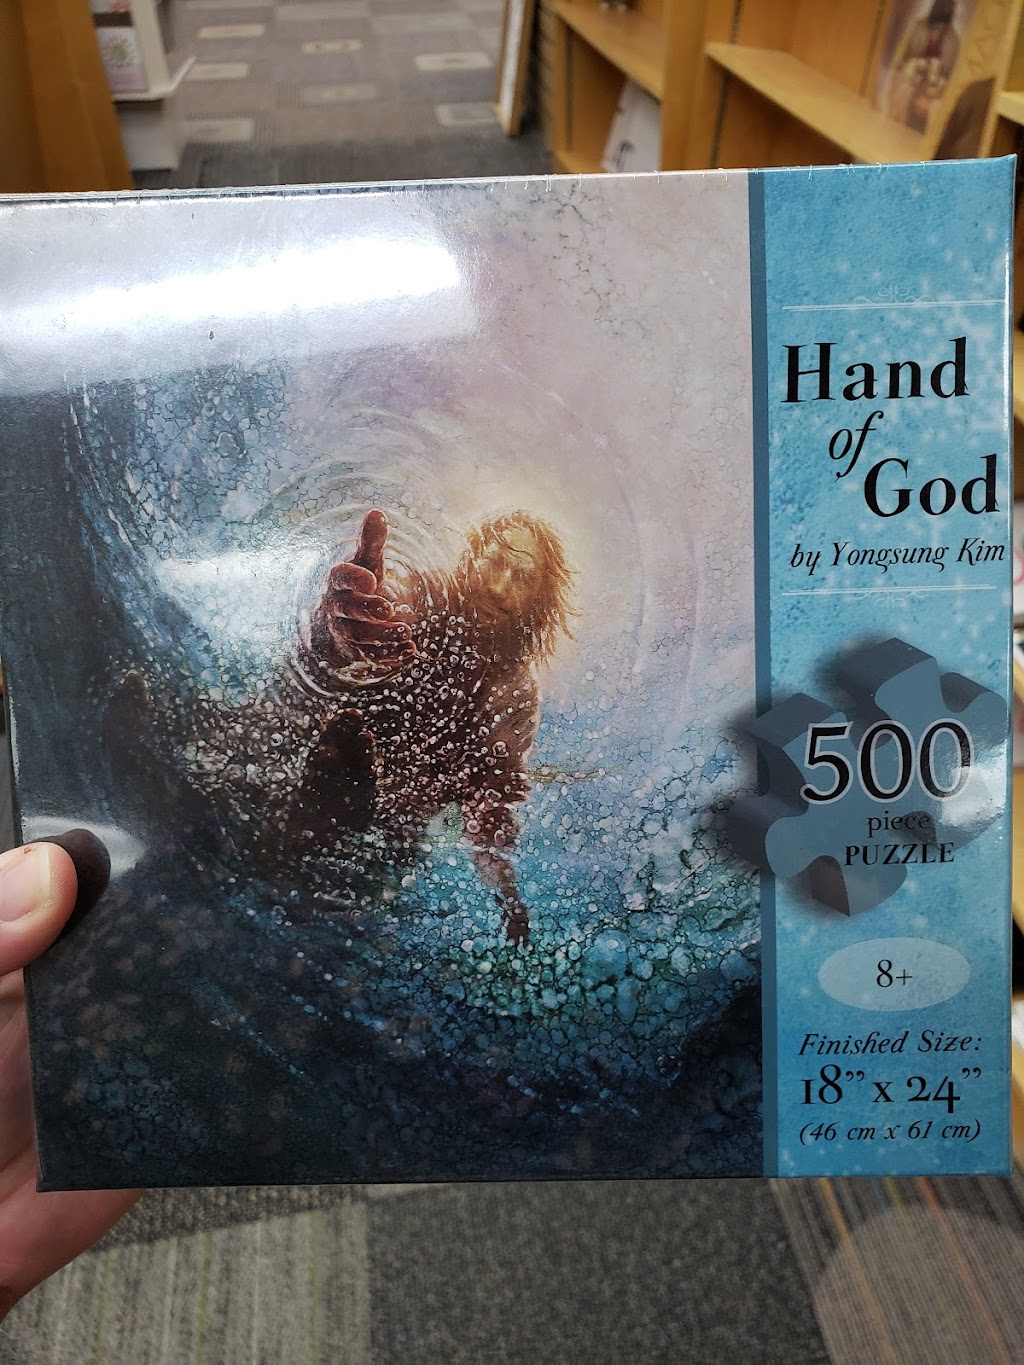 Hand
of
God
by Yongsung Kim
500
piece
PUZZLE
8+
Finished Size:
18” x 24”
(46 cm x 61 cm)